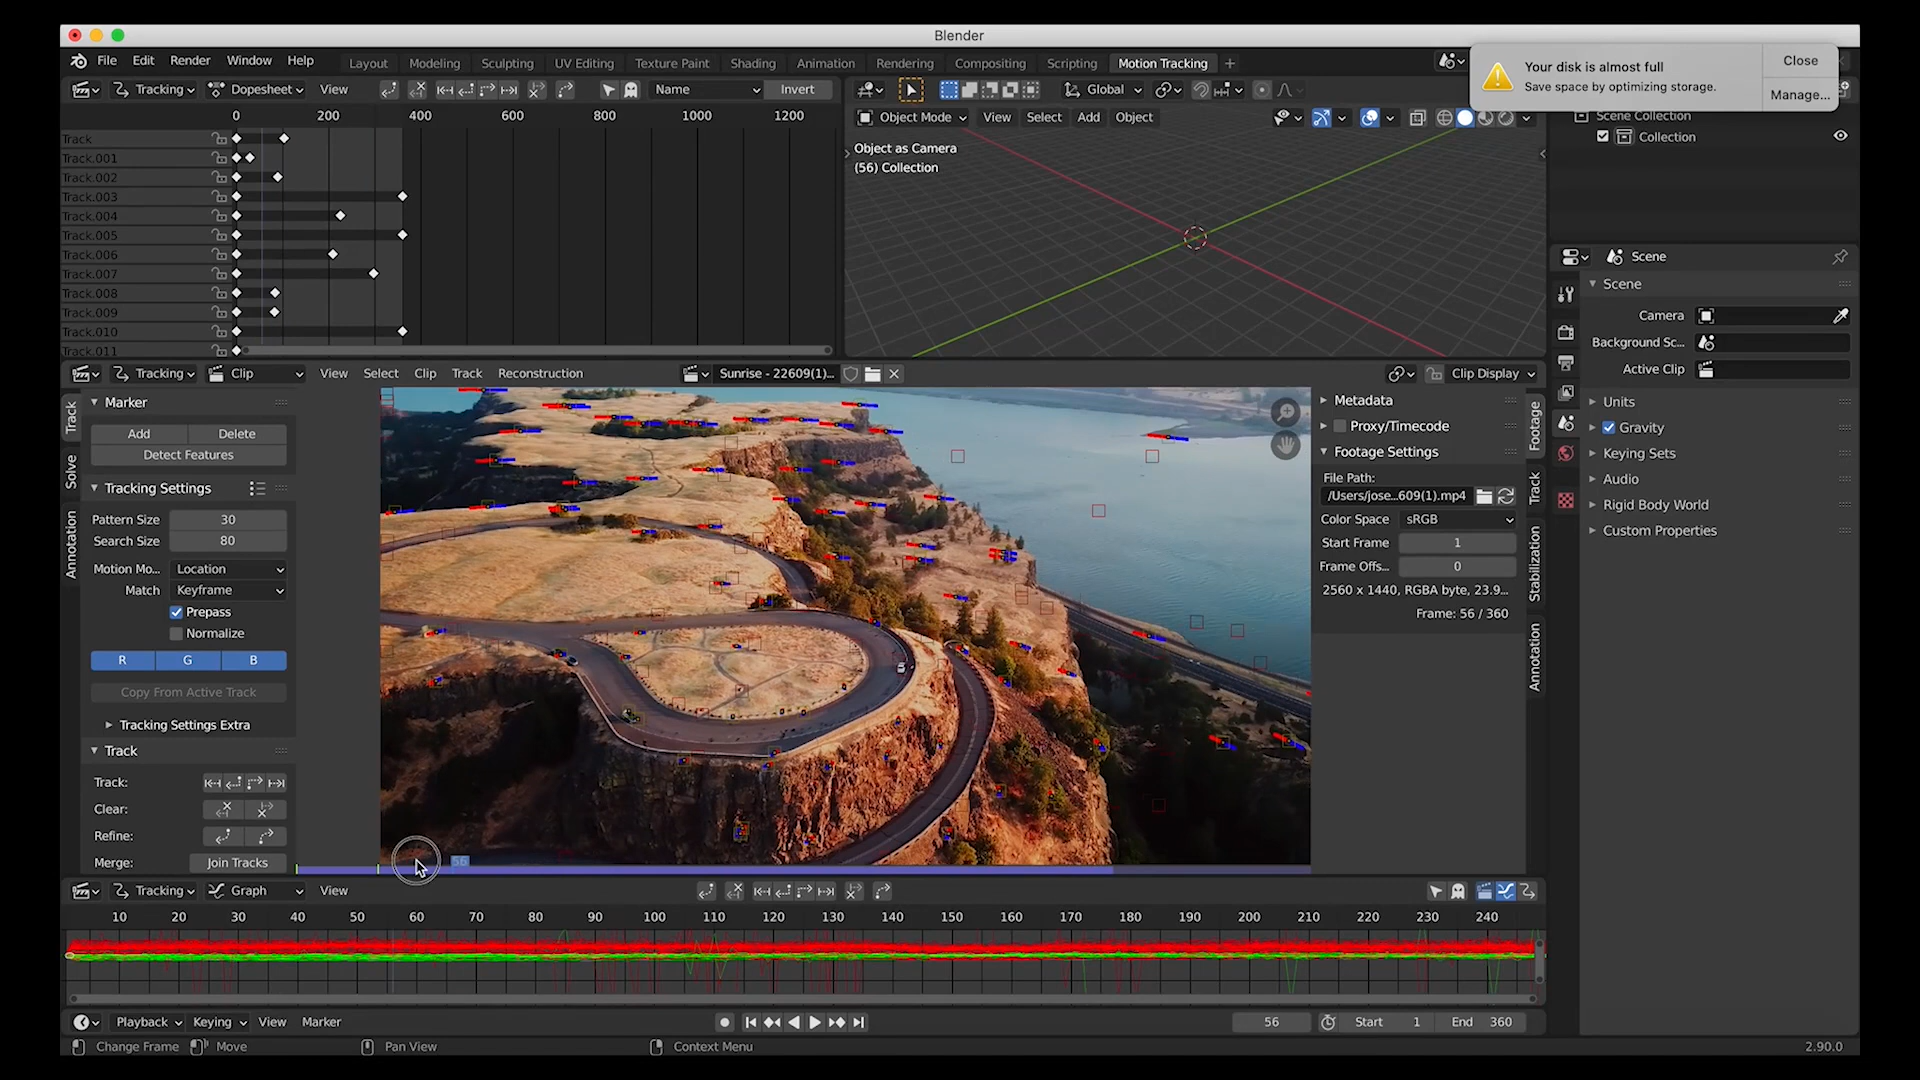 Blender
File Edit Render Window Help
Layout Modeling Sculpting UV Editing Texture Paint Shading Animation Rendering Compositing Scripting Motion Tracking +
Your disk is almost full
Save space by optimizing storage.
Close
Manage...
Tracking Dopesheet View Name Invert
0 200 400 600 800 1000 1200
Track
Track.001
Track.002
Track.003
Track.004
Track.005
Track.006
Track.007
Track.008
Track.009
Track.010
Track.011
Global
Object Mode View Select Add Object
Object as Camera
(56) Collection
Scene Collection
Collection
Scene
Scene
Camera
Background Sc...
Active Clip
Units
Gravity
Keying Sets
Audio
Rigid Body World
Custom Properties
Tracking Clip View Select Clip Track Reconstruction Sunrise - 22609(1)... Clip Display
Track
Solve
Annotation
Marker
Add Delete
Detect Features
Tracking Settings
Pattern Size 30
Search Size 80
Motion Mo... Location
Match Keyframe
Prepass
Normalize
R G B
Copy From Active Track
Tracking Settings Extra
Track
Track:
Clear:
Refine:
Merge: Join Tracks
56
Metadata
Proxy/Timecode
Footage Settings
File Path:
/Users/jose...609(1).mp4
Color Space sRGB
Start Frame 1
Frame Offs... 0
2560 x 1440, RGBA byte, 23.9...
Frame: 56 / 360
Footage
Track
Stabilization
Annotation
Tracking Graph View
10 20 30 40 50 60 70 80 90 100 110 120 130 140 150 160 170 180 190 200 210 220 230 240
Playback Keying View Marker 56 Start 1 End 360
Change Frame Move Pan View Context Menu 2.90.0